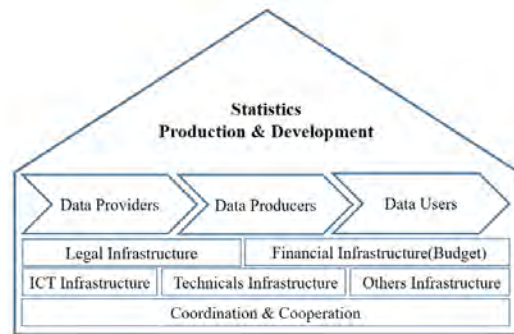 Statistics
Production & Development
Data Providers
Data Producers
Data Users
Legal Infrastructure
Financial Infrastructure(Budget)
ICT Infrastructure
Technicals Infrastructure
Others Infrastructure
Coordination & Cooperation